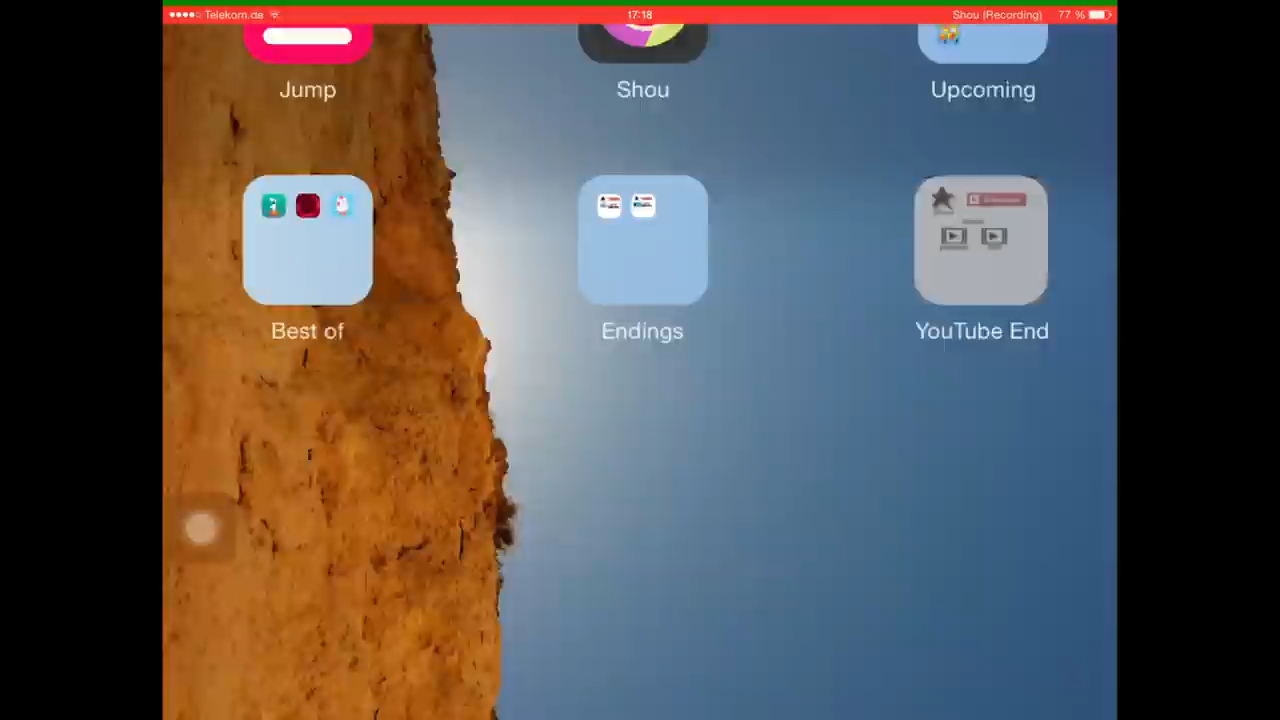 Telekom.de 17:18 Shou (Recording) 77 %
Jump Shou Upcoming
Best of Endings YouTube End